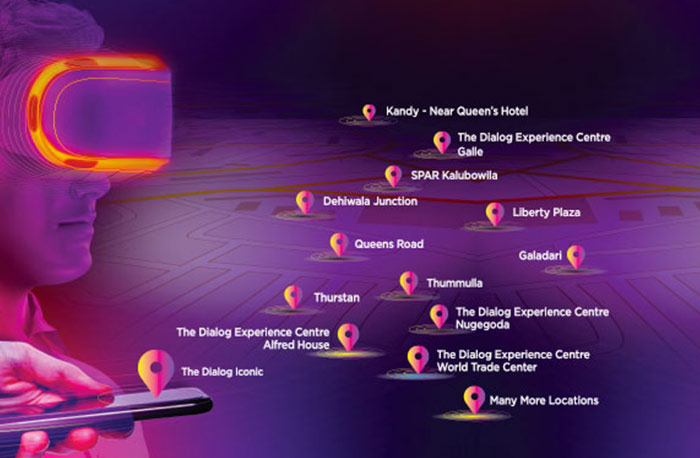 Kandy - Near Queen's Hotel
The Dialog Experience Centre
Galle
SPAR Kalubowila
Dehiwala Junction
Liberty Plaza
Queens Road
Galadari
Thummulla
Thurstan
The Dialog Experience Centre
Nugegoda
The Dialog Experience Centre
Alfred House
The Dialog Experience Centre
World Trade Center
The Dialog Iconic
Many More Locations